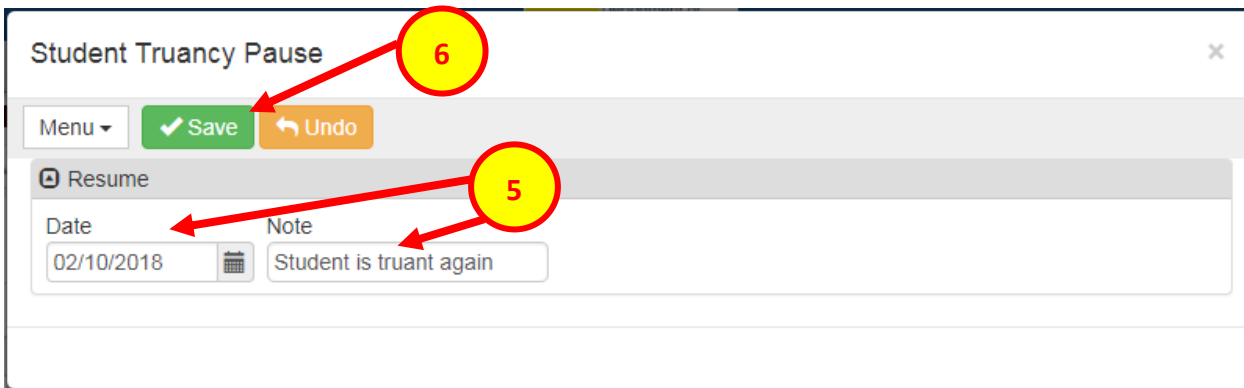 Student Truancy Pause
6
×
Menu
Save
Undo
Resume
5
Date
Note
02/10/2018
Student is truant again